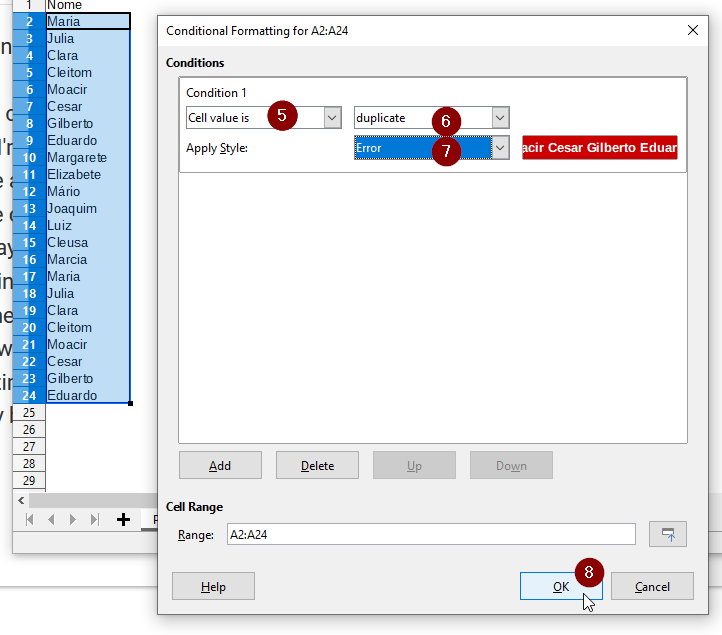 1 Nome
2 Maria
3 Julia
4 Clara
5 Cleitom
6 Moacir
7 Cesar
8 Gilberto
9 Eduardo
10 Margarete
11 Elizabete
12 Mário
13 Joaquim
14 Luiz
15 Cleusa
16 Marcia
17 Maria
18 Julia
19 Clara
20 Cleitom
21 Moacir
22 Cesar
23 Gilberto
24 Eduardo
25
26
27
28
29
Conditional Formatting for A2:A24
Conditions
Condition 1
Cell value is 5 duplicate 6
Apply Style: Error 7 acir Cesar Gilberto Eduar
Add Delete Up Down
Cell Range
Range: A2:A24
8
Help OK Cancel